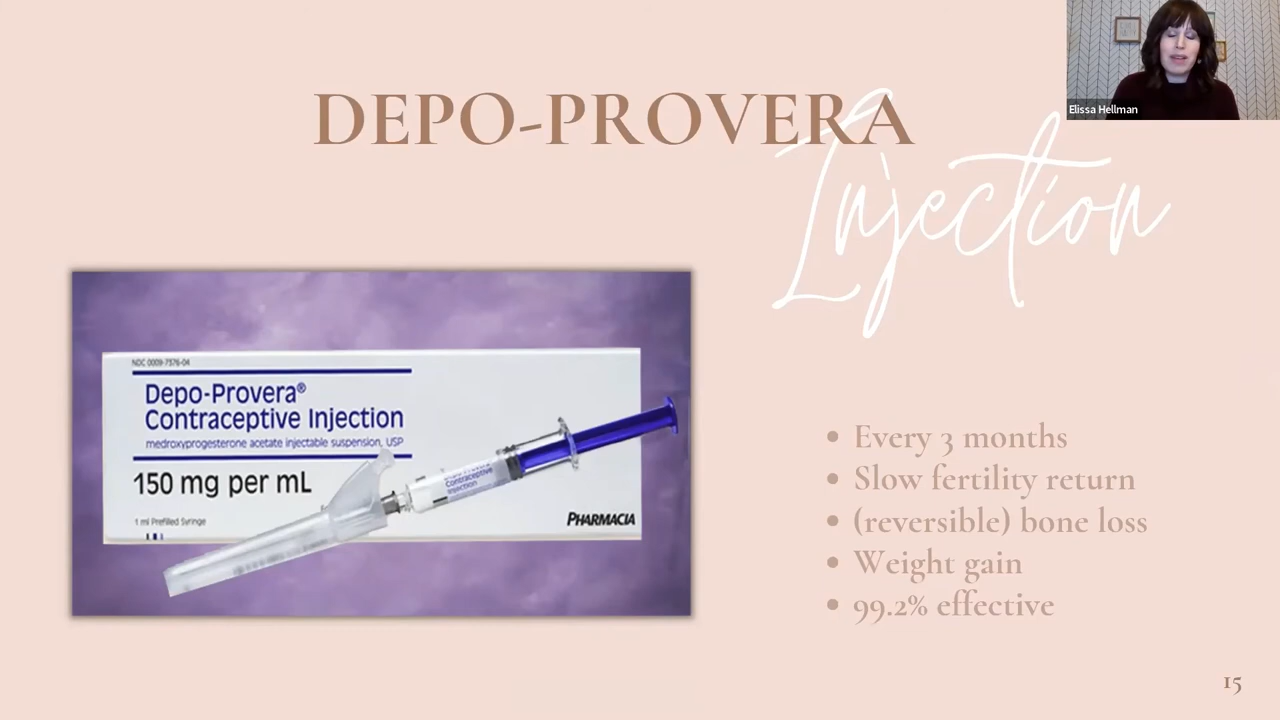 Elissa Hellman
DEPO-PROVERA
Injection
NDC 0009-7376-04
Depo-Provera®
Contraceptive Injection
medroxyprogesterone acetate injectable suspension, USP
150 mg per mL
1 ml Prefilled Syringe
PHARMACIA
Depo-Provera
Contraceptive
Injection
• Every 3 months
• Slow fertility return
• (reversible) bone loss
• Weight gain
• 99.2% effective
15